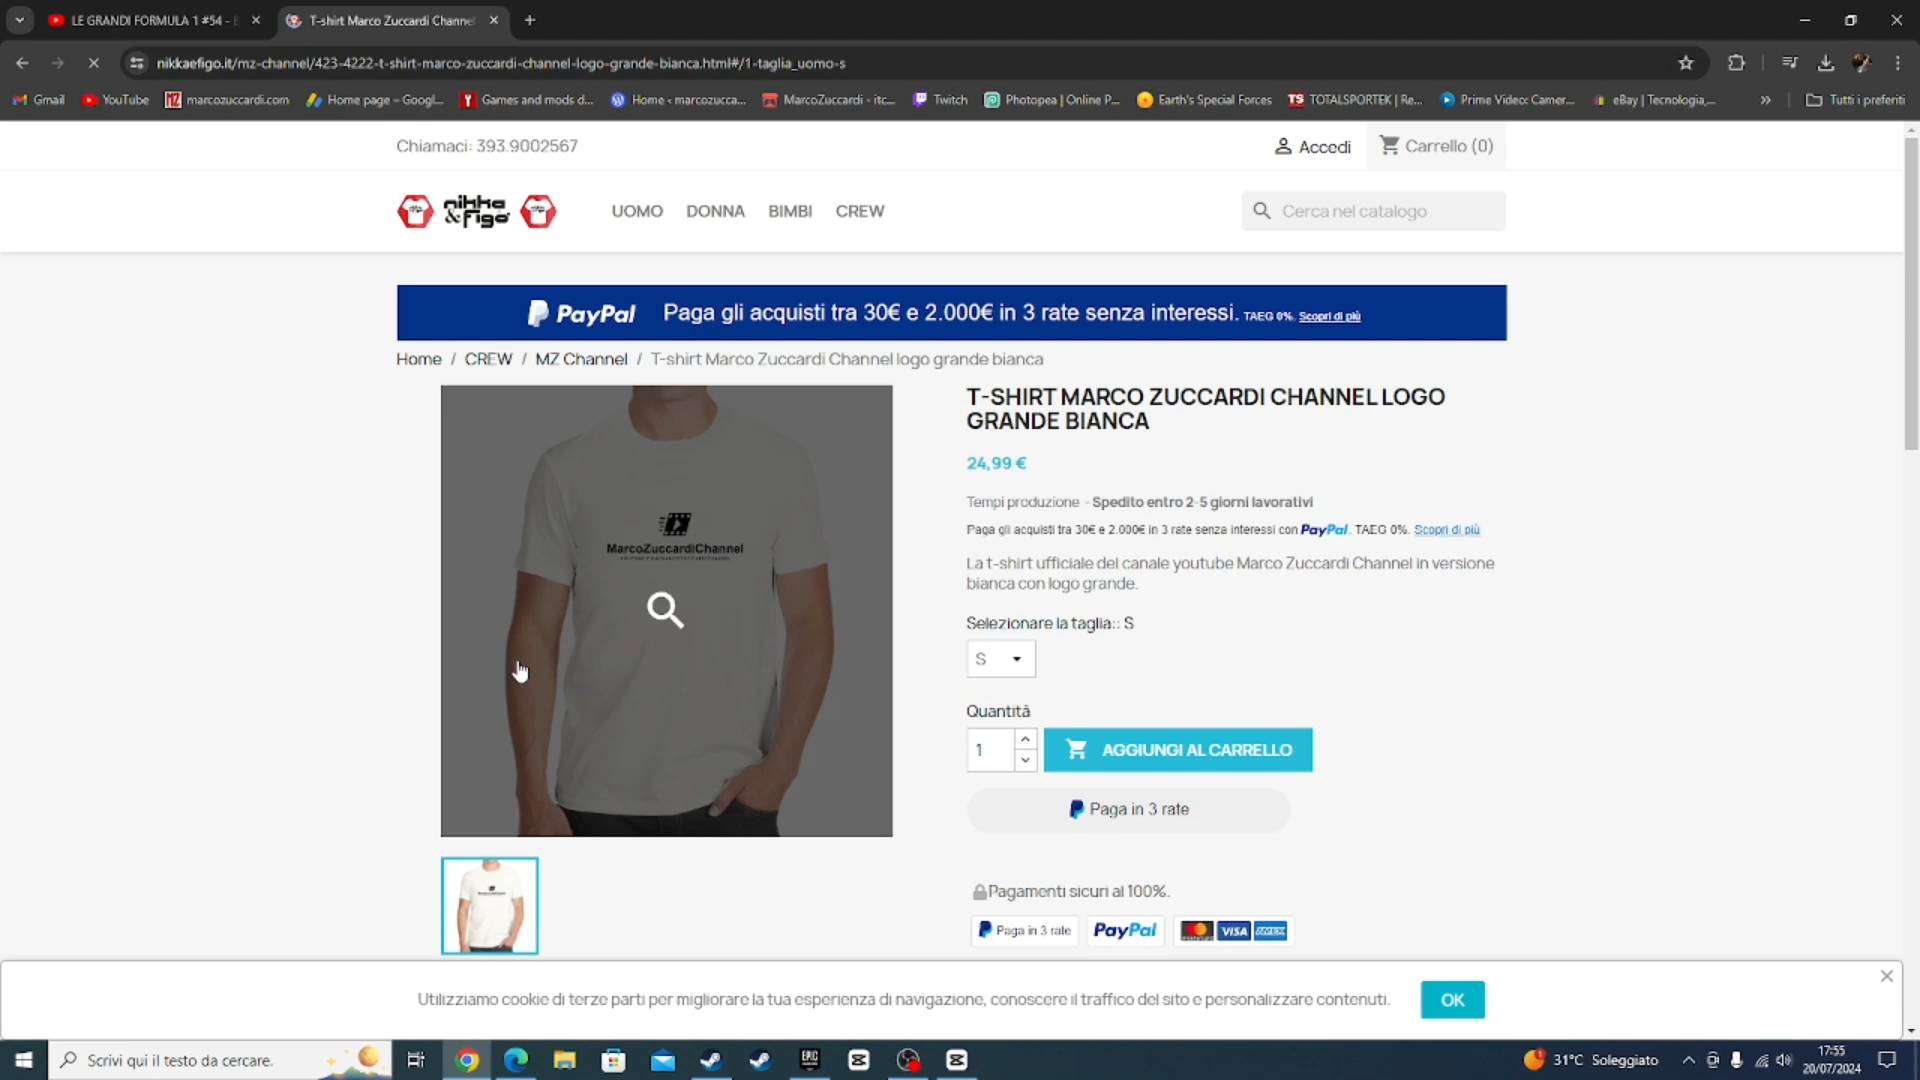 LE GRANDI FORMULA 1 #54 -
T-shirt Marco Zuccardi Channel
nikkaefigo.it/mz-channel/423-4222-t-shirt-marco-zuccardi-channel-logo-grande-bianca.html#/1-taglia_uomo-s
Gmail
YouTube
marcozuccardi.com
Home page – Googl...
Games and mods d...
Home ‹ marcozucca...
MarcoZuccardi - itc...
Twitch
Photopea | Online P...
Earth's Special Forces
TOTALSPORTEK | Re...
Prime Video: Camer...
eBay | Tecnologia,...
»
Tutti i preferiti
Chiamaci: 393.9002567
Accedi
Carrello (0)
nikka
&figo
UOMO
DONNA
BIMBI
CREW
Cerca nel catalogo
PayPal Paga gli acquisti tra 30€ e 2.000€ in 3 rate senza interessi. TAEG 0%. Scopri di più
Home / CREW / MZ Channel / T-shirt Marco Zuccardi Channel logo grande bianca
MarcoZuccardiChannel
T-SHIRT MARCO ZUCCARDI CHANNEL LOGO
GRANDE BIANCA
24,99 €
Tempi produzione - Spedito entro 2-5 giorni lavorativi
Paga gli acquisti tra 30€ e 2.000€ in 3 rate senza interessi con PayPal. TAEG 0%. Scopri di più
La t-shirt ufficiale del canale youtube Marco Zuccardi Channel in versione
bianca con logo grande.
Selezionare la taglia:: S
S
Quantità
1
AGGIUNGI AL CARRELLO
Paga in 3 rate
Pagamenti sicuri al 100%.
Paga in 3 rate
PayPal
VISA
AMEX
Utilizziamo cookie di terze parti per migliorare la tua esperienza di navigazione, conoscere il traffico del sito e personalizzare contenuti.
OK
Scrivi qui il testo da cercare.
EPIC
31°C Soleggiato
17:55
20/07/2024